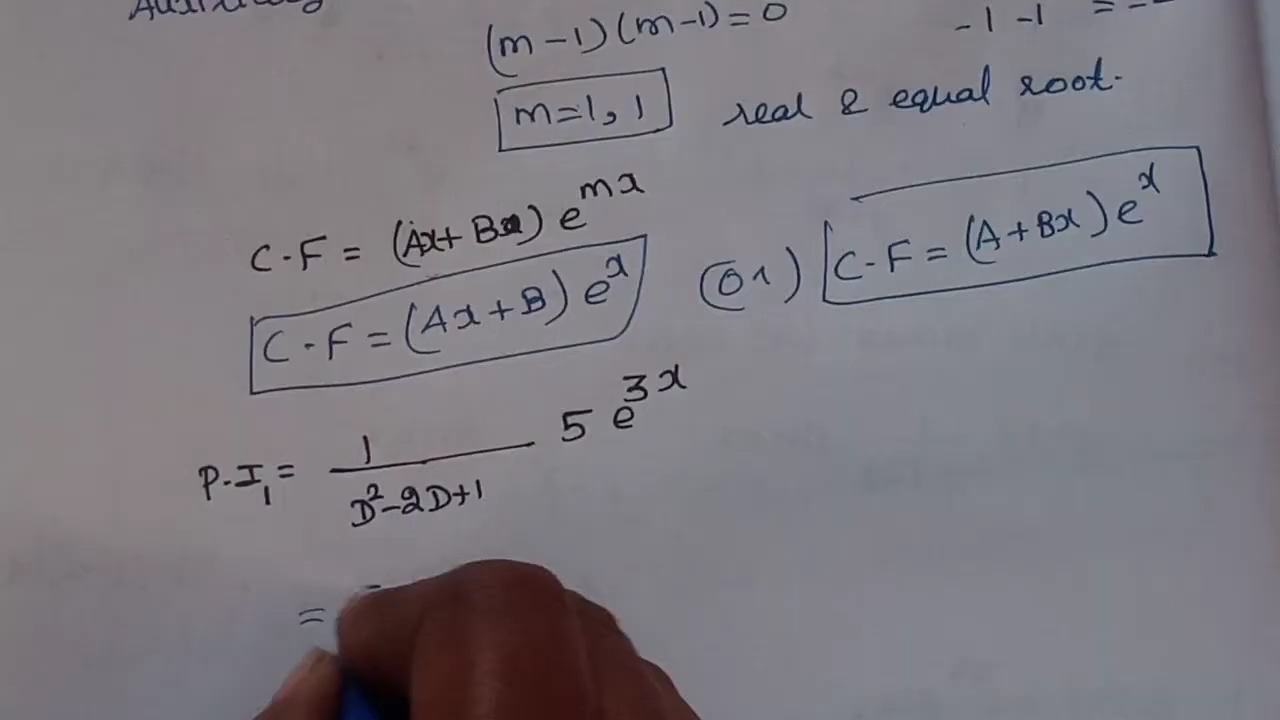 (m-1)(m-1)=0
-1 -1 =
m=1, 1 real & equal root.
C.F = (Ax+Bx) e^mx
C.F = (Ax+B) e^x (or) C.F = (A+Bx) e^x
P.I₁ = 1/(D²-2D+1) 5 e^3x
=